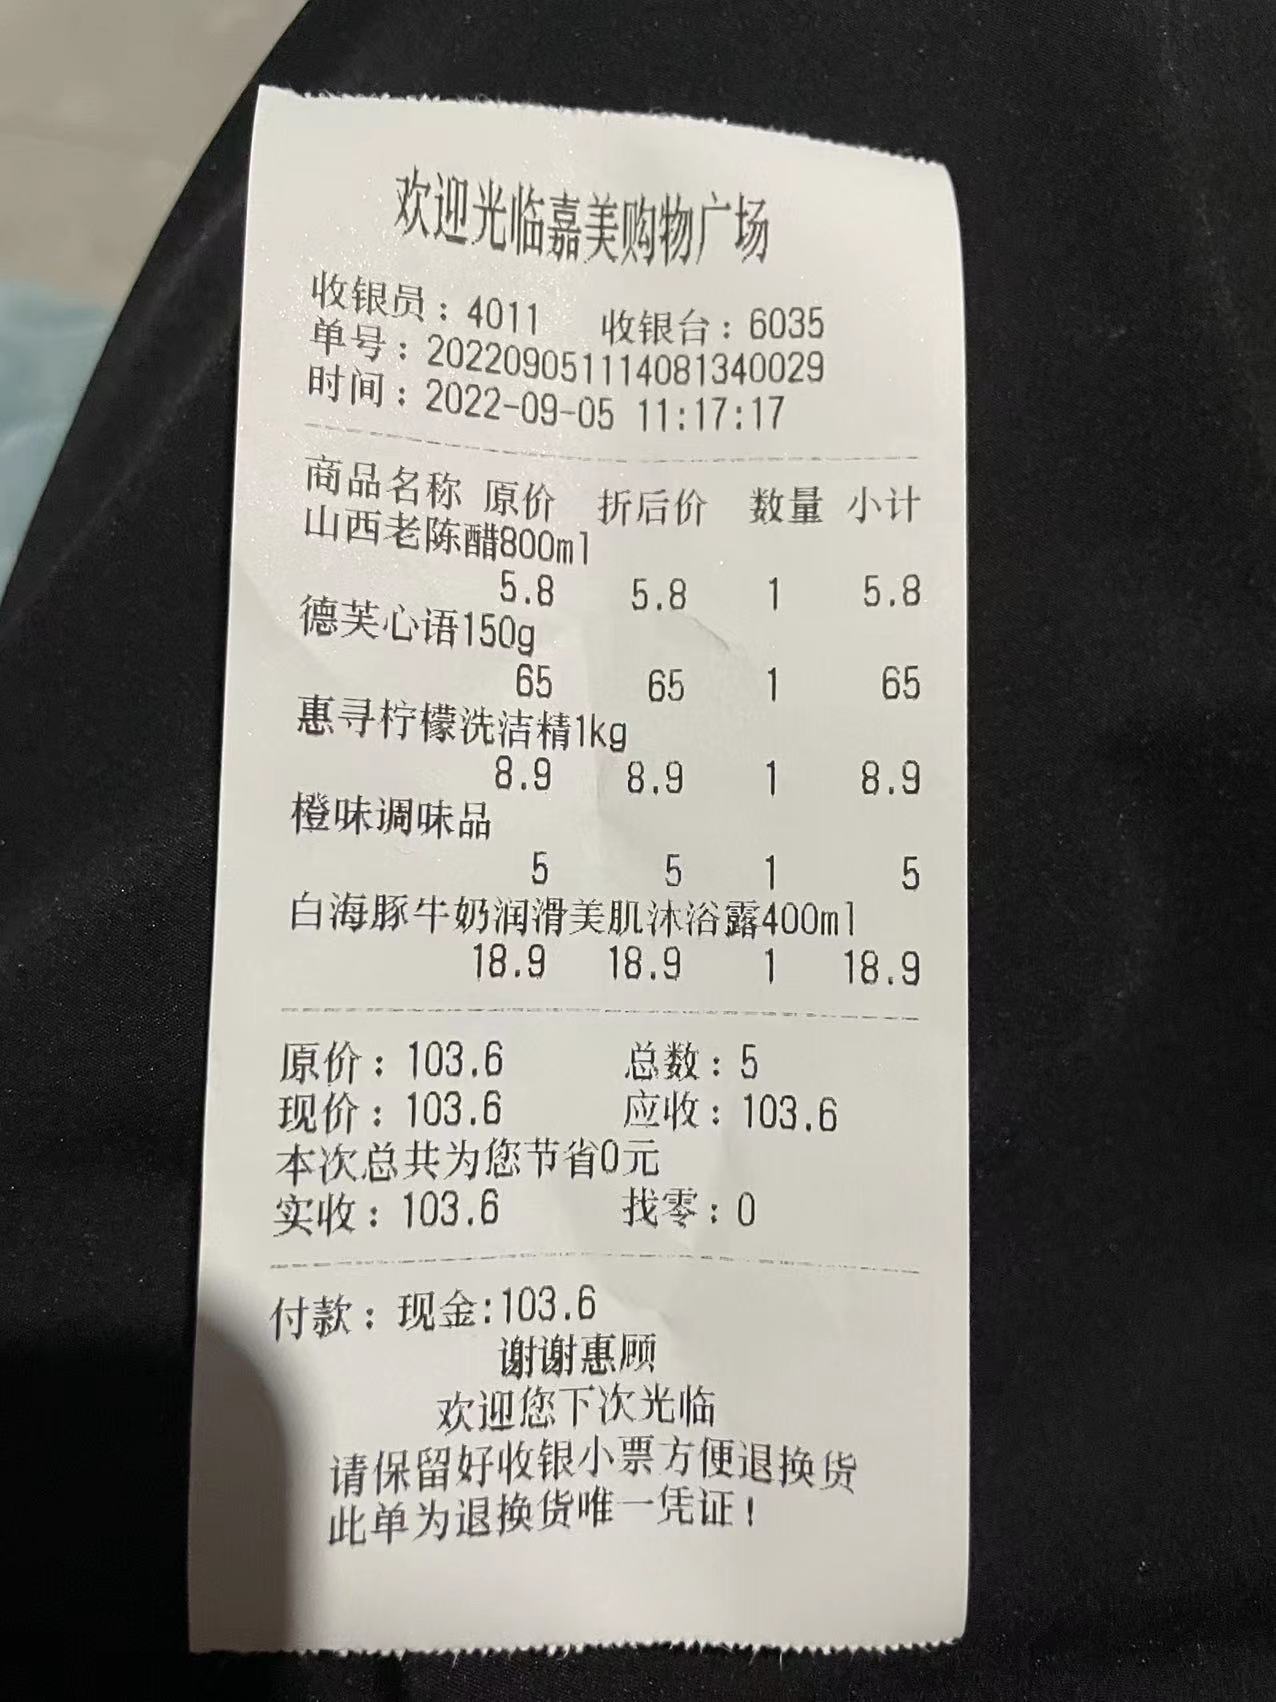 欢迎光临嘉美购物广场
收银员：4011 收银台：6035
单号：2022090511140813​40029
时间：2022-09-05 11:17:17
商品名称 原价 折后价 数量 小计
山西老陈醋800ml
5.8 5.8 1 5.8
德芙心语150g
65 65 1 65
惠寻柠檬洗洁精1kg
8.9 8.9 1 8.9
橙味调味品
5 5 1 5
白海豚牛奶润滑美肌沐浴露400ml
18.9 18.9 1 18.9
原价：103.6 总数：5
现价：103.6 应收：103.6
本次总共为您节省0元
实收：103.6 找零：0
付款：现金:103.6
谢谢惠顾
欢迎您下次光临
请保留好收银小票方便退换货
此单为退换货唯一凭证！